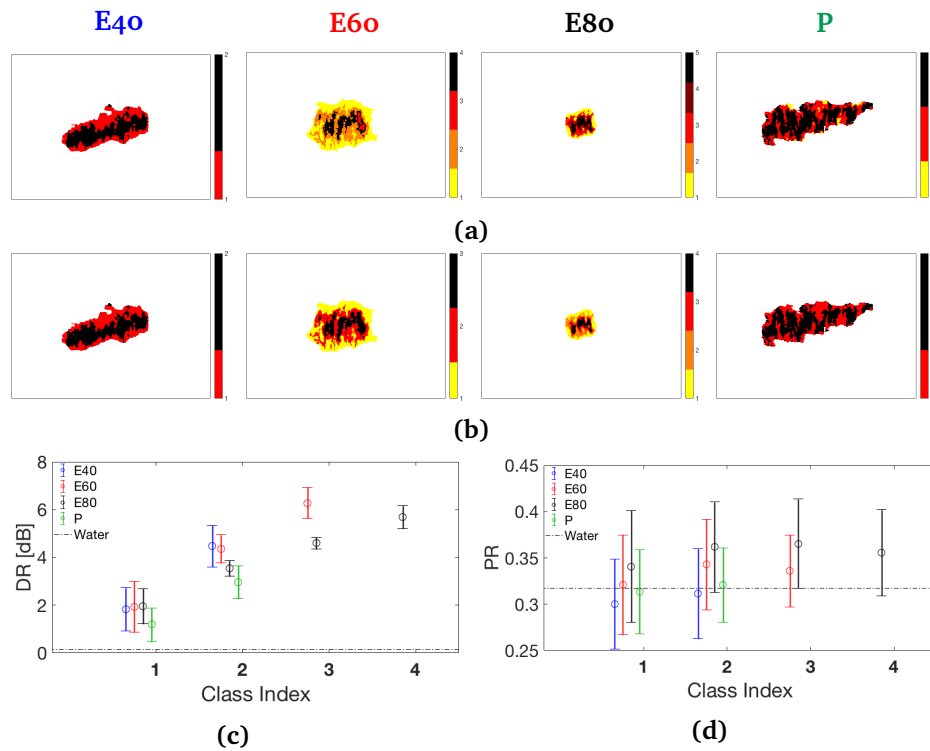 E40 E60 E80 P
2 1
4 3 2 1
5 4 3 2 1
(a)
2 1
3 2 1
4 3 2 1
(b)
8
6
4
2
0
DR [dB]
E40
E60
E80
P
Water
1 2 3 4
Class Index
(c)
0.45
0.4
0.35
0.3
0.25
PR
E40
E60
E80
P
Water
1 2 3 4
Class Index
(d)